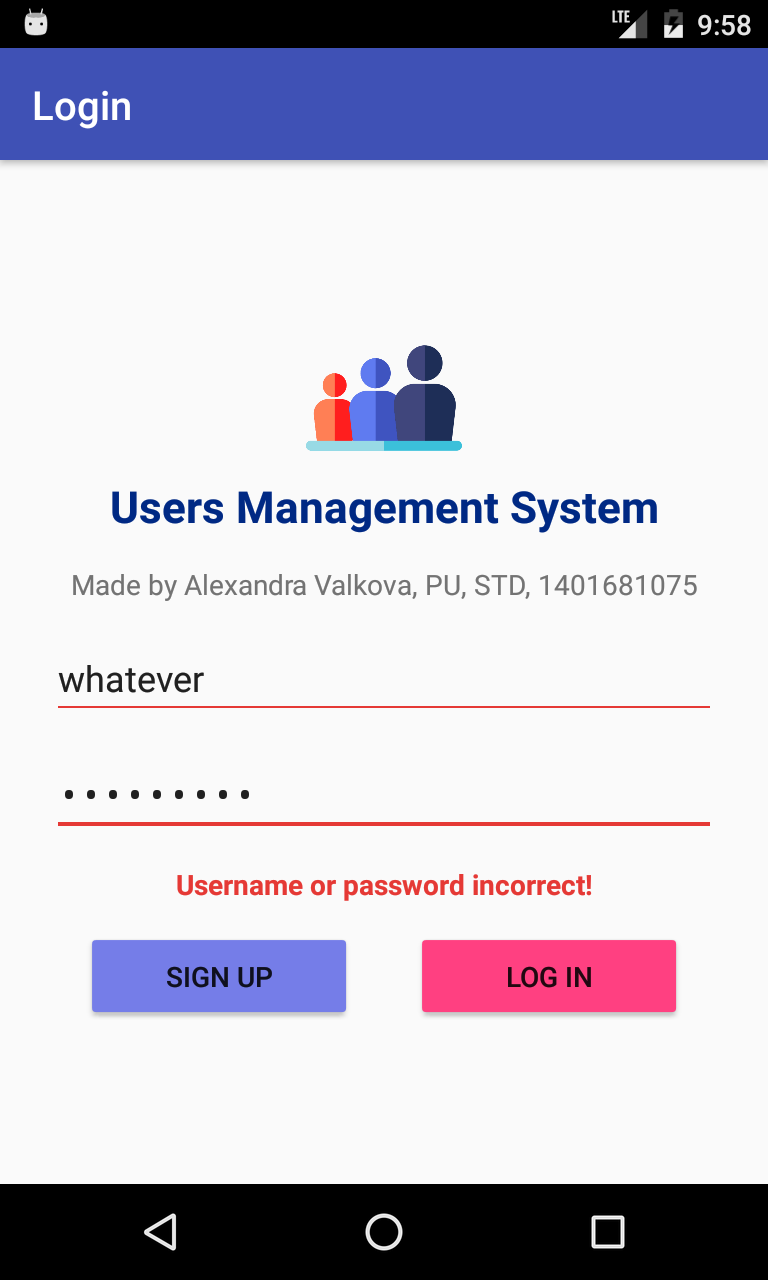 LTE 9:58
Login
Users Management System
Made by Alexandra Valkova, PU, STD, 1401681075
whatever
•••••••••
Username or password incorrect!
SIGN UP LOG IN